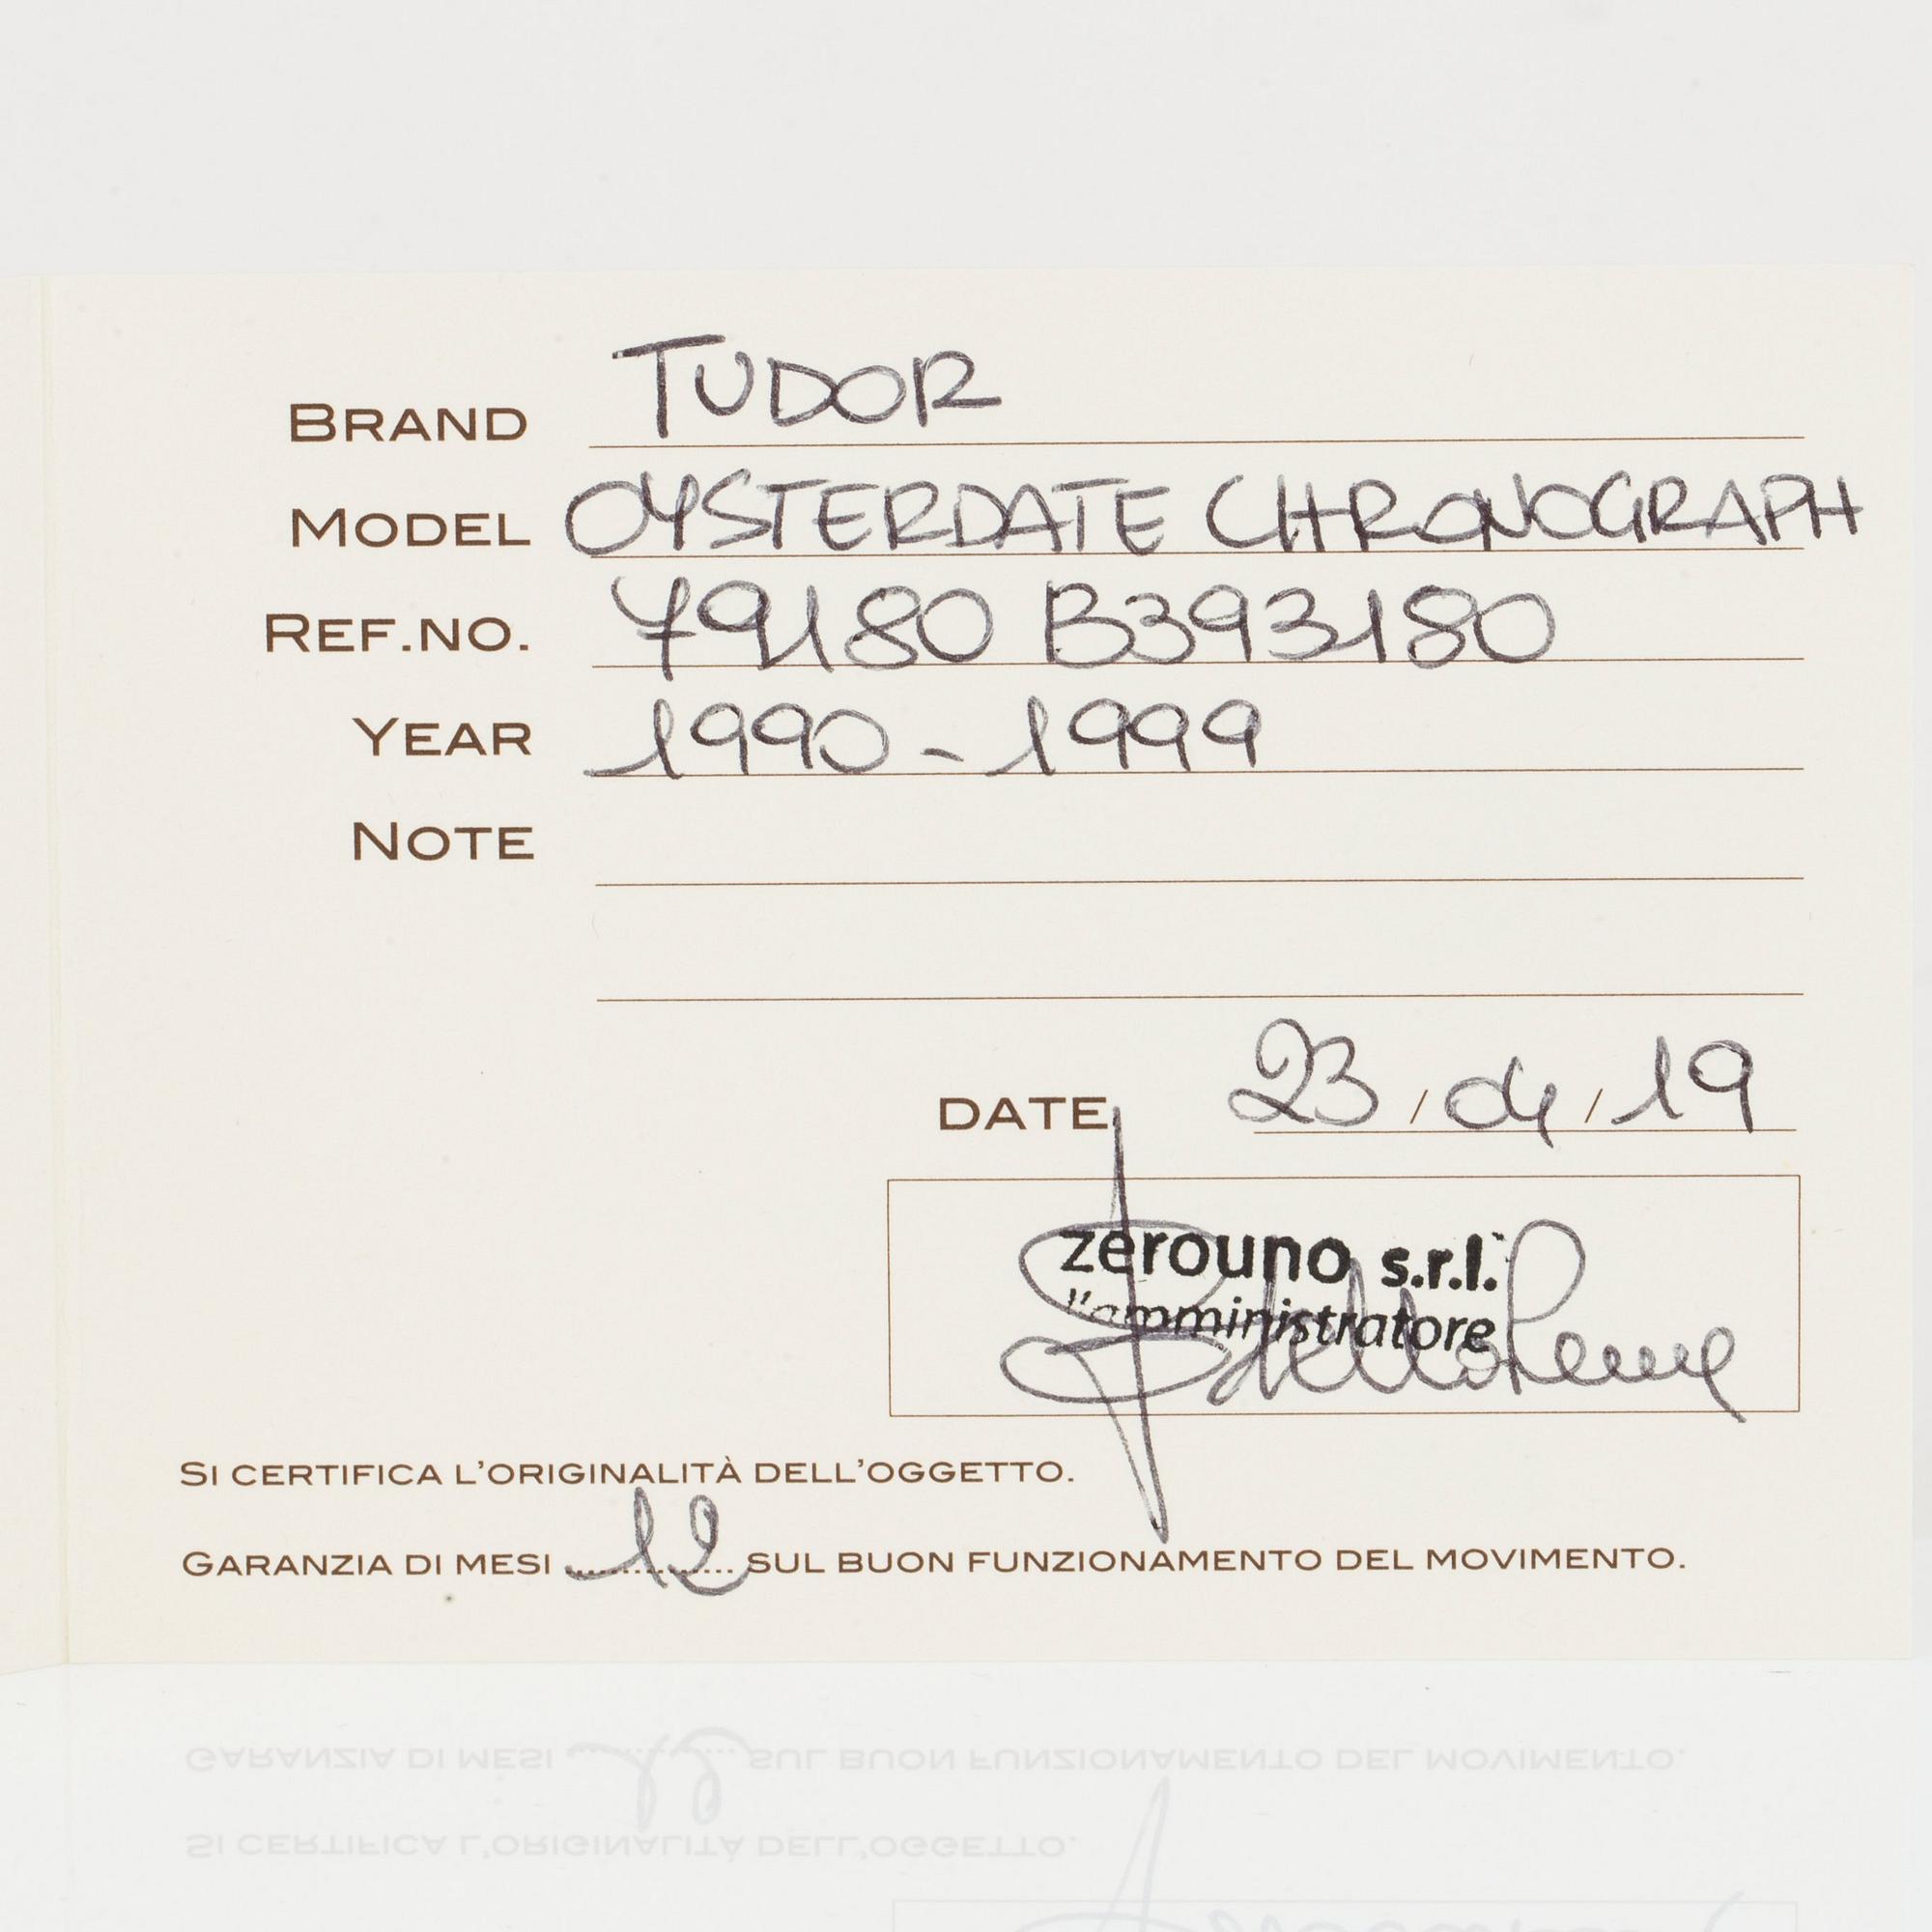 BRAND TUDOR
MODEL OYSTERDATE CHRONOGRAPH
REF.NO. 79180 B393180
YEAR 1990-1999
NOTE
DATE 23/04/19
zerouno s.r.l.
l'amministratore
SI CERTIFICA L'ORIGINALITÀ DELL'OGGETTO.
GARANZIA DI MESI 12 SUL BUON FUNZIONAMENTO DEL MOVIMENTO.